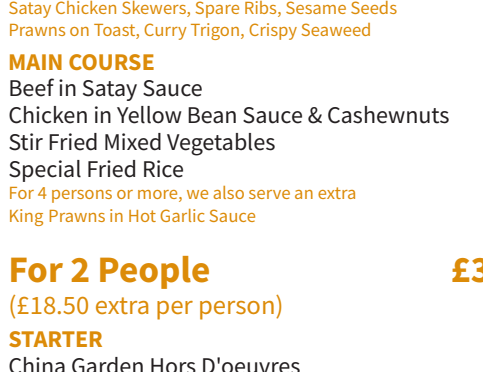 Satay Chicken Skewers, Spare Ribs, Sesame Seeds
Prawns on Toast, Curry Trigon, Crispy Seaweed
MAIN COURSE
Beef in Satay Sauce
Chicken in Yellow Bean Sauce & Cashewnuts
Stir Fried Mixed Vegetables
Special Fried Rice
For 4 persons or more, we also serve an extra
King Prawns in Hot Garlic Sauce
For 2 People £3
(£18.50 extra per person)
STARTER
China Garden Hors D'oeuvres